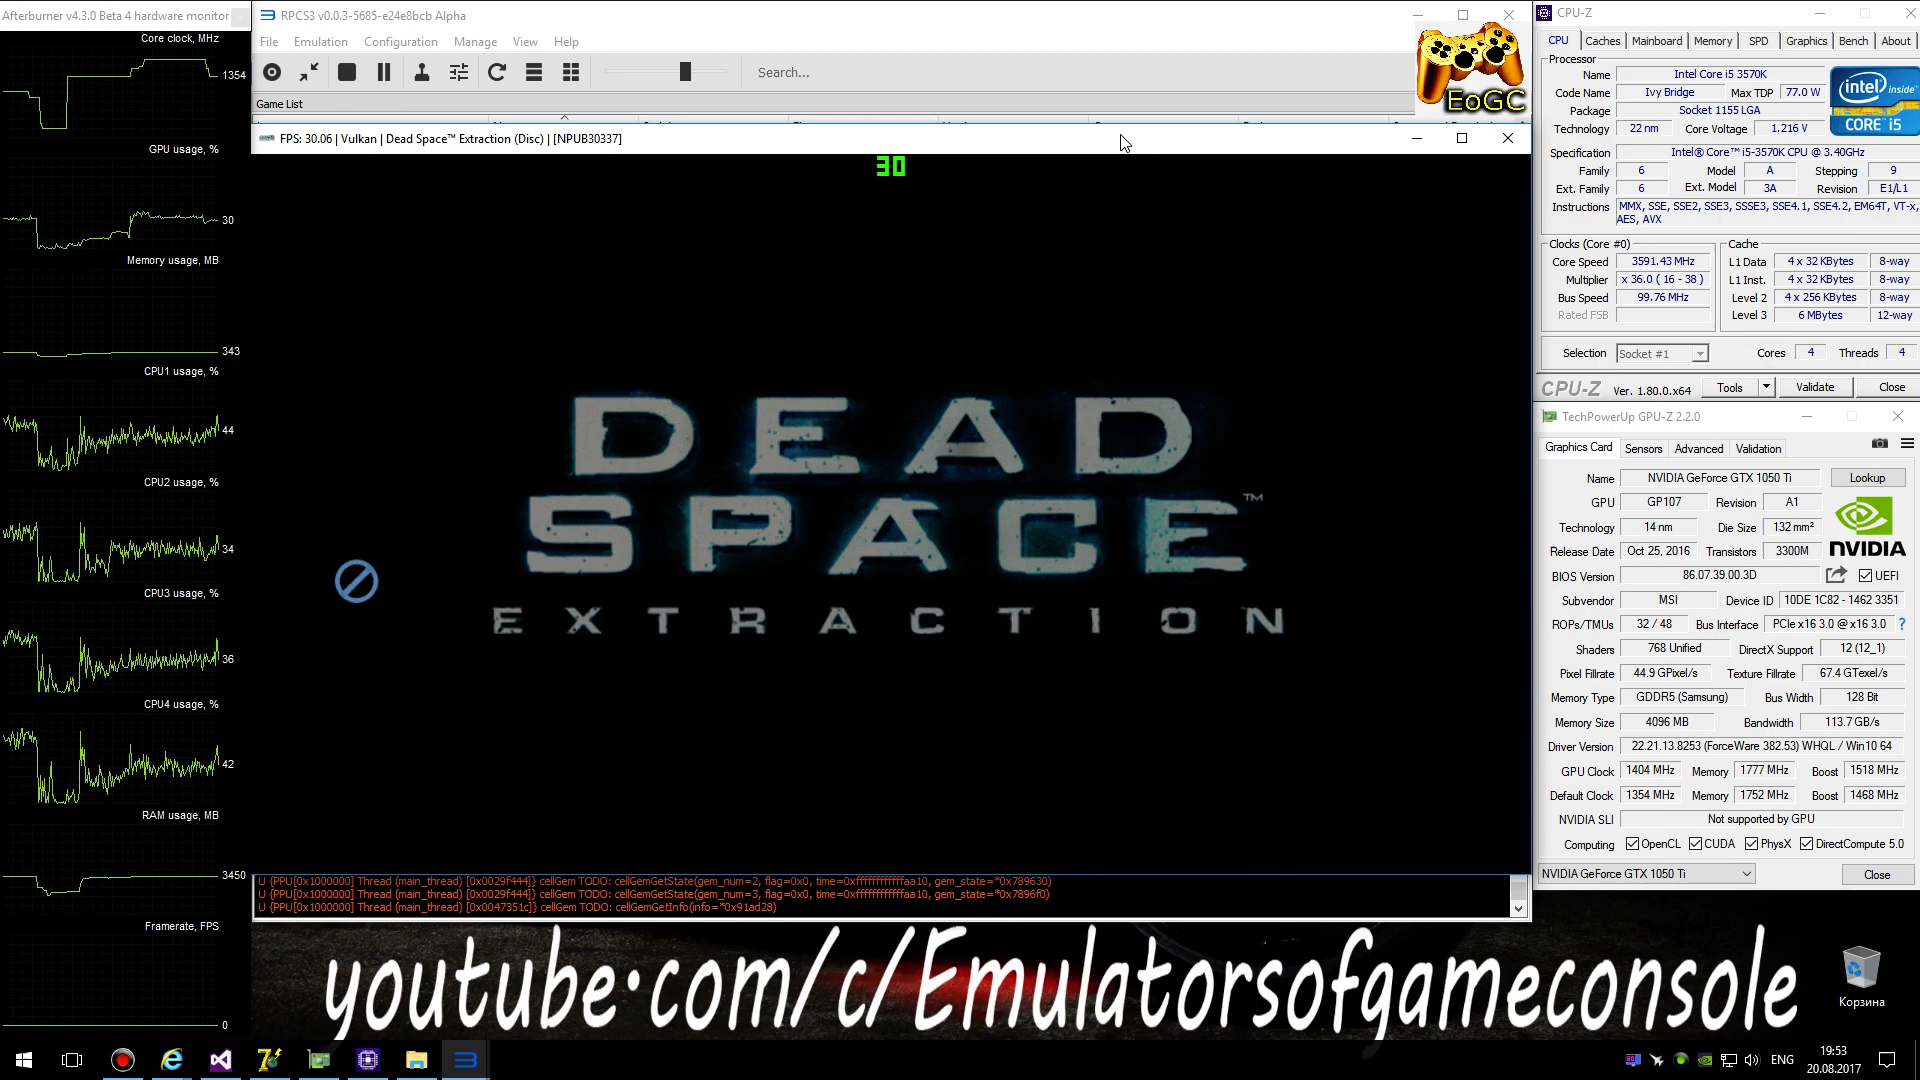 Afterburner v4.3.0 Beta 4 hardware monitor
Core clock, MHz
1354
GPU usage, %
30
Memory usage, MB
343
CPU1 usage, %
44
CPU2 usage, %
34
CPU3 usage, %
36
CPU4 usage, %
42
RAM usage, MB
3450
Framerate, FPS
0
RPCS3 v0.0.3-5685-e24e8bcb Alpha
File Emulation Configuration Manage View Help
Search...
EoGC
Game List
FPS: 30.06 | Vulkan | Dead Space™ Extraction (Disc) | [NPUB30337]
30
DEAD
SPACE™
EXTRACTION
U {PPU[0x1000000] Thread (main_thread) [0x0029f444]} cellGem TODO: cellGemGetState(gem_num=2, flag=0x0, time=0xffffffffffffaa10, gem_state=*0x789630)
U {PPU[0x1000000] Thread (main_thread) [0x0029f444]} cellGem TODO: cellGemGetState(gem_num=3, flag=0x0, time=0xffffffffffffaa10, gem_state=*0x7896f0)
U {PPU[0x1000000] Thread (main_thread) [0x0047351c]} cellGem TODO: cellGemGetInfo(info=*0x91ad28)
CPU-Z
CPU Caches Mainboard Memory SPD Graphics Bench About
Processor
Name Intel Core i5 3570K
Code Name Ivy Bridge Max TDP 77.0 W
Package Socket 1155 LGA
Technology 22 nm Core Voltage 1.216 V
intel inside
CORE i5
Specification Intel® Core™ i5-3570K CPU @ 3.40GHz
Family 6 Model A Stepping 9
Ext. Family 6 Ext. Model 3A Revision E1/L1
Instructions MMX, SSE, SSE2, SSE3, SSSE3, SSE4.1, SSE4.2, EM64T, VT-x,
AES, AVX
Clocks (Core #0)
Core Speed 3591.43 MHz
Multiplier x 36.0 ( 16 - 38 )
Bus Speed 99.76 MHz
Rated FSB
Cache
L1 Data 4 x 32 KBytes 8-way
L1 Inst. 4 x 32 KBytes 8-way
Level 2 4 x 256 KBytes 8-way
Level 3 6 MBytes 12-way
Selection Socket #1 Cores 4 Threads 4
CPU-Z Ver. 1.80.0.x64 Tools Validate Close
TechPowerUp GPU-Z 2.2.0
Graphics Card Sensors Advanced Validation
Name NVIDIA GeForce GTX 1050 Ti Lookup
GPU GP107 Revision A1
Technology 14 nm Die Size 132 mm²
Release Date Oct 25, 2016 Transistors 3300M
NVIDIA
BIOS Version 86.07.39.00.3D UEFI
Subvendor MSI Device ID 10DE 1C82 - 1462 3351
ROPs/TMUs 32 / 48 Bus Interface PCIe x16 3.0 @ x16 3.0 ?
Shaders 768 Unified DirectX Support 12 (12_1)
Pixel Fillrate 44.9 GPixel/s Texture Fillrate 67.4 GTexel/s
Memory Type GDDR5 (Samsung) Bus Width 128 Bit
Memory Size 4096 MB Bandwidth 113.7 GB/s
Driver Version 22.21.13.8253 (ForceWare 382.53) WHQL / Win10 64
GPU Clock 1404 MHz Memory 1777 MHz Boost 1518 MHz
Default Clock 1354 MHz Memory 1752 MHz Boost 1468 MHz
NVIDIA SLI Not supported by GPU
Computing OpenCL CUDA PhysX DirectCompute 5.0
NVIDIA GeForce GTX 1050 Ti Close
youtube.com/c/Emulatorsofgameconsole
Корзина
ENG
19:53
20.08.2017